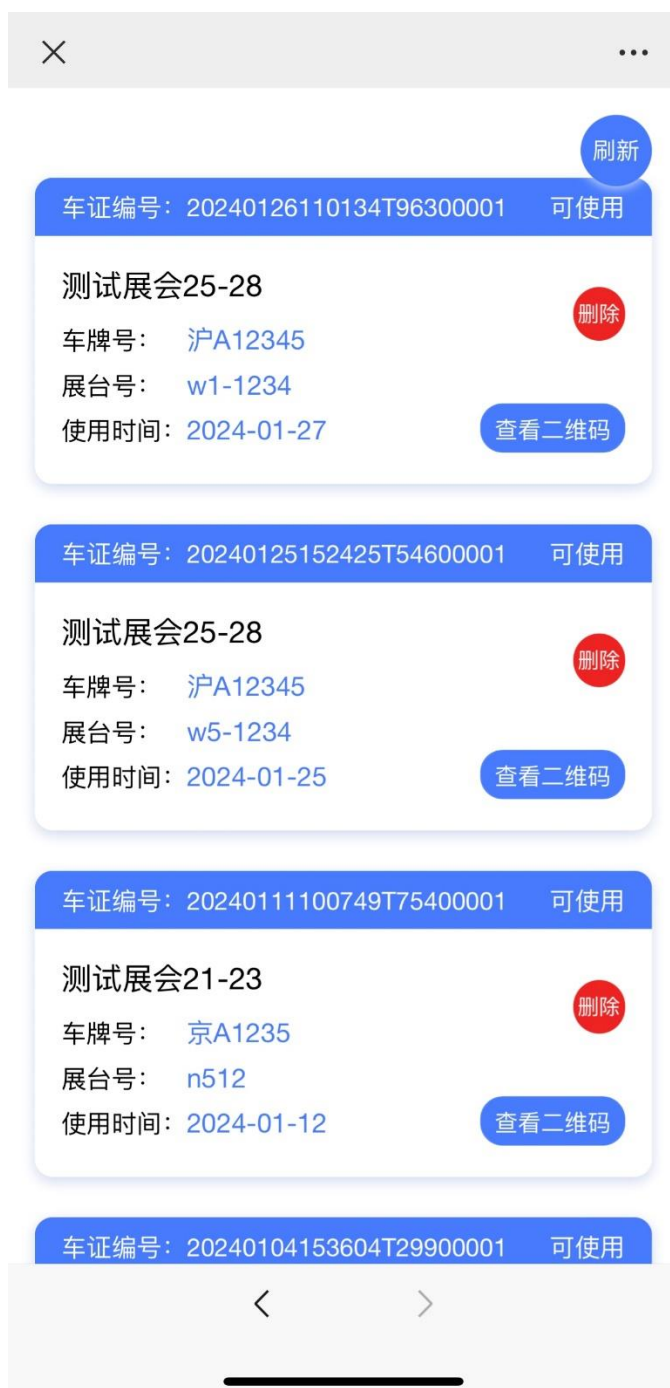 刷新
车证编号：20240126110134T96300001 可使用
测试展会25-28
删除
车牌号： 沪A12345
展台号： w1-1234
使用时间：2024-01-27 查看二维码
车证编号：20240125152425T54600001 可使用
测试展会25-28
删除
车牌号： 沪A12345
展台号： w5-1234
使用时间：2024-01-25 查看二维码
车证编号：20240111100749T75400001 可使用
测试展会21-23
删除
车牌号： 京A1235
展台号： n512
使用时间：2024-01-12 查看二维码
车证编号：20240104153604T29900001 可使用